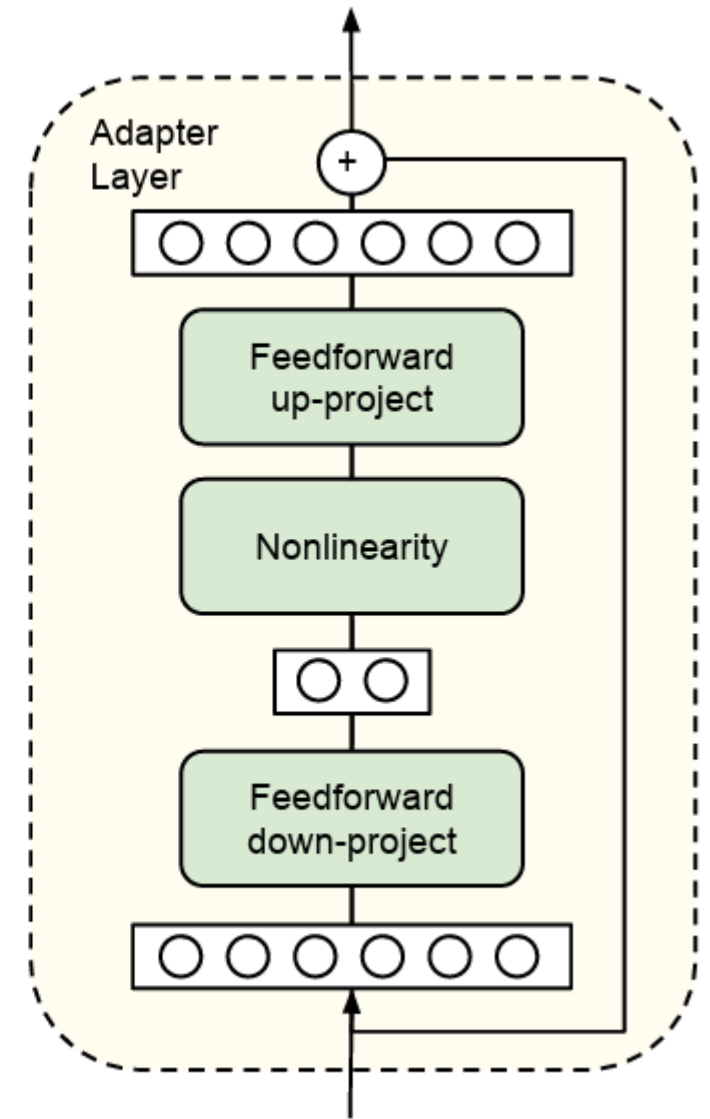 Adapter
Layer
+
Feedforward
up-project
Nonlinearity
Feedforward
down-project